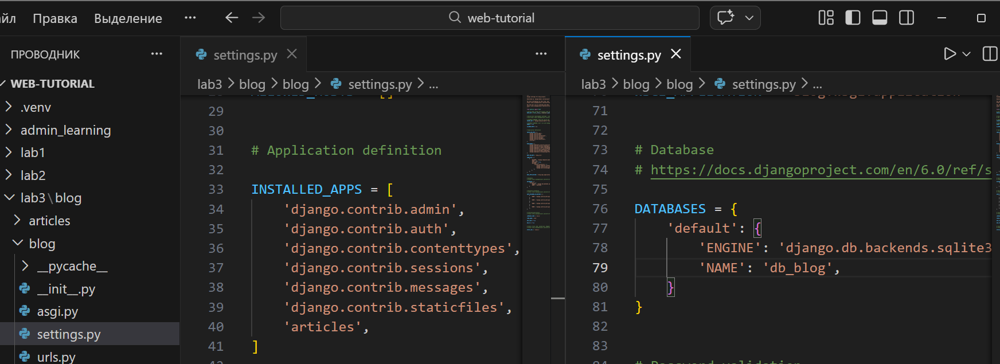 йл Правка Выделение ... web-tutorial
ПРОВОДНИК ...
WEB-TUTORIAL
.venv
admin_learning
lab1
lab2
lab3\blog
articles
blog
__pycache__
__init__.py
asgi.py
settings.py
urls.py
settings.py
...
lab3 > blog > blog > settings.py > ...
29
30
31 # Application definition
32
33 INSTALLED_APPS = [
34 'django.contrib.admin',
35 'django.contrib.auth',
36 'django.contrib.contenttypes',
37 'django.contrib.sessions',
38 'django.contrib.messages',
39 'django.contrib.staticfiles',
40 'articles',
41 ]
settings.py
lab3 > blog > blog > settings.py > ...
71
72
73 # Database
74 # https://docs.djangoproject.com/en/6.0/ref/s
75
76 DATABASES = {
77 'default': {
78 'ENGINE': 'django.db.backends.sqlite3
79 'NAME': 'db_blog',
80 }
81 }
82
83